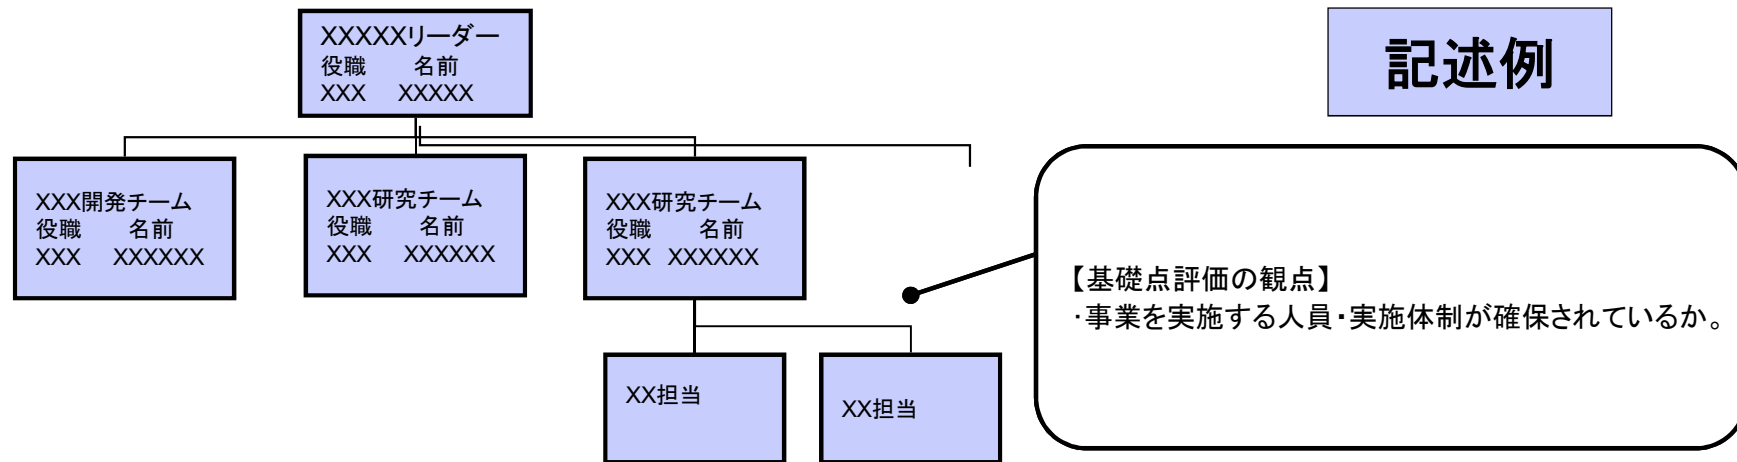 XXXXXリーダー
役職 名前
XXX XXXXX
記述例
XXX開発チーム
役職 名前
XXX XXXXXX
XXX研究チーム
役職 名前
XXX XXXXXX
XXX研究チーム
役職 名前
XXX XXXXXX
【基礎点評価の観点】
・事業を実施する人員・実施体制が確保されているか。
XX担当
XX担当